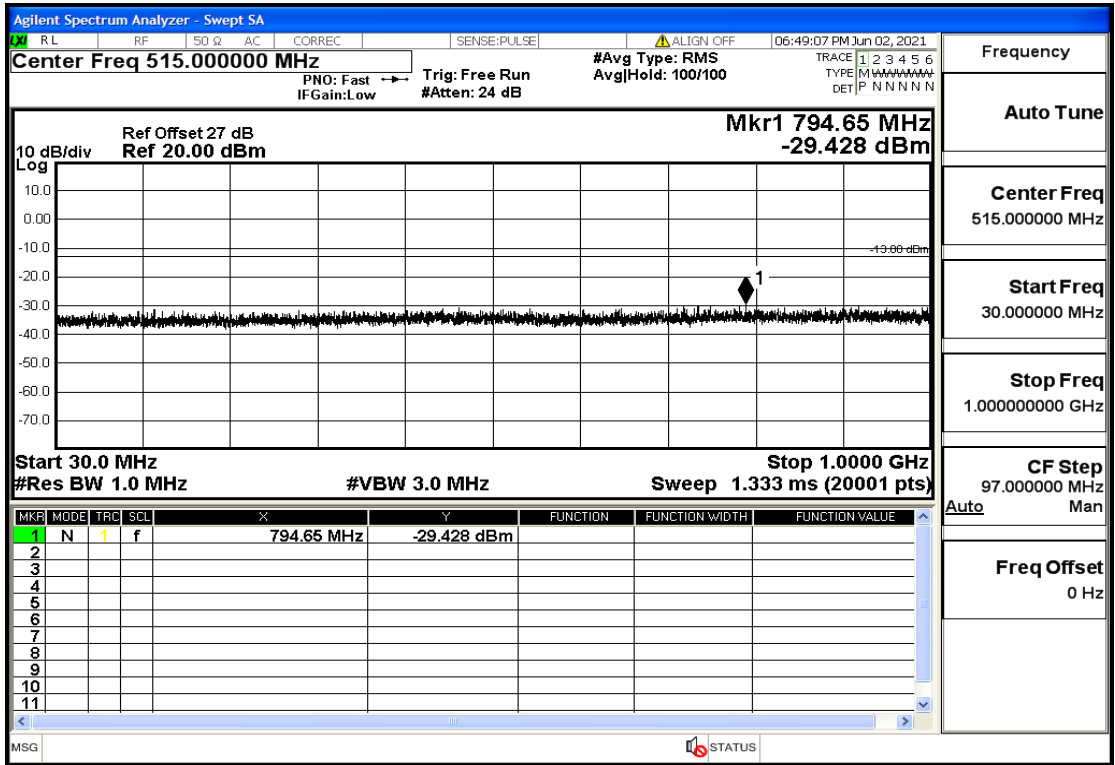 Agilent Spectrum Analyzer - Swept SA
LXI RL RF 50 Ω AC CORREC SENSE:PULSE ALIGN OFF 06:49:07 PM Jun 02, 2021
Center Freq 515.000000 MHz
PNO: Fast
IFGain:Low
Trig: Free Run
#Atten: 24 dB
#Avg Type: RMS
Avg|Hold: 100/100
TRACE 1 2 3 4 5 6
TYPE M WWWWW
DET P N N N N N
Ref Offset 27 dB
10 dB/div Ref 20.00 dBm
Log
Mkr1 794.65 MHz
-29.428 dBm
10.0
0.00
-10.0
-13.00 dBm
-20.0
1
-30.0
-40.0
-50.0
-60.0
-70.0
Start 30.0 MHz Stop 1.0000 GHz
#Res BW 1.0 MHz #VBW 3.0 MHz Sweep 1.333 ms (20001 pts)
MKR MODE TRC SCL X Y FUNCTION FUNCTION WIDTH FUNCTION VALUE
1 N 1 f 794.65 MHz -29.428 dBm
2
3
4
5
6
7
8
9
10
11
MSG STATUS
Frequency
Auto Tune
Center Freq
515.000000 MHz
Start Freq
30.000000 MHz
Stop Freq
1.000000000 GHz
CF Step
97.000000 MHz
Auto Man
Freq Offset
0 Hz